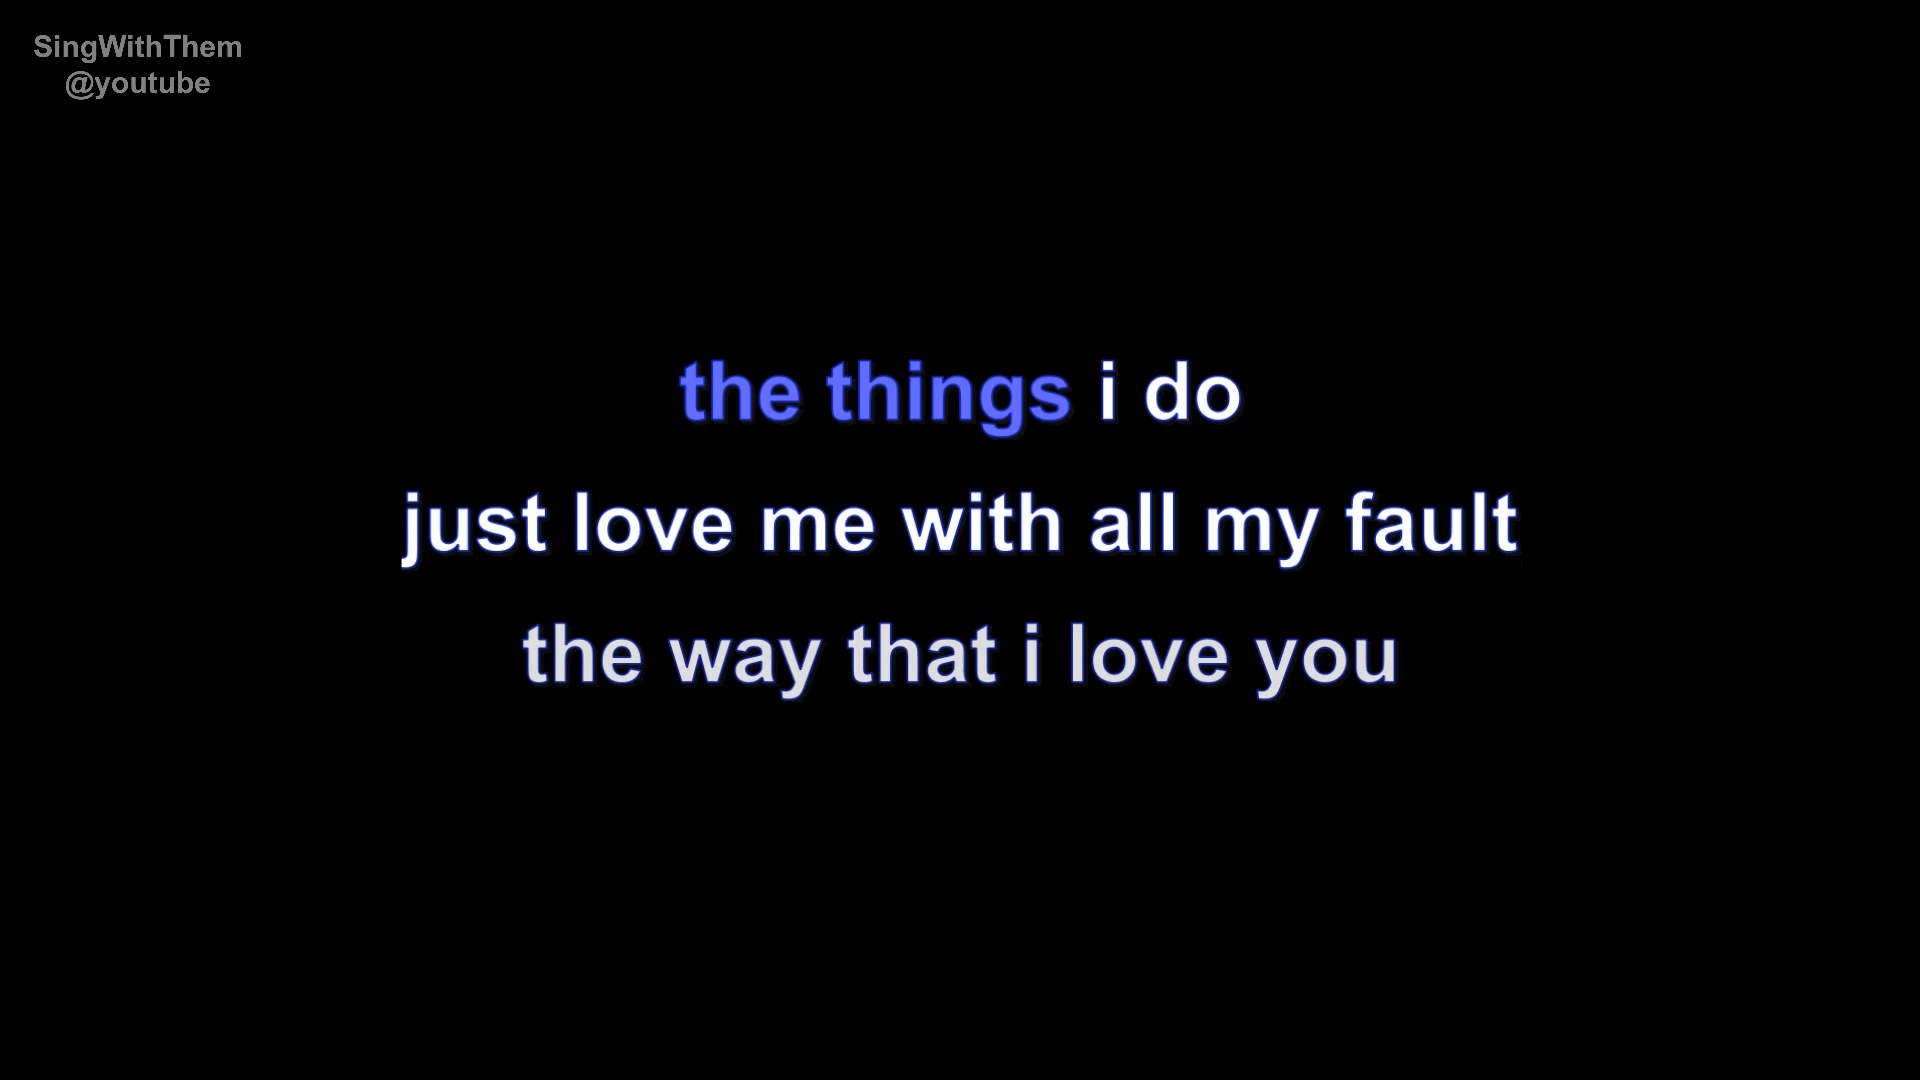 SingWithThem
@youtube
the things i do
just love me with all my fault
the way that i love you